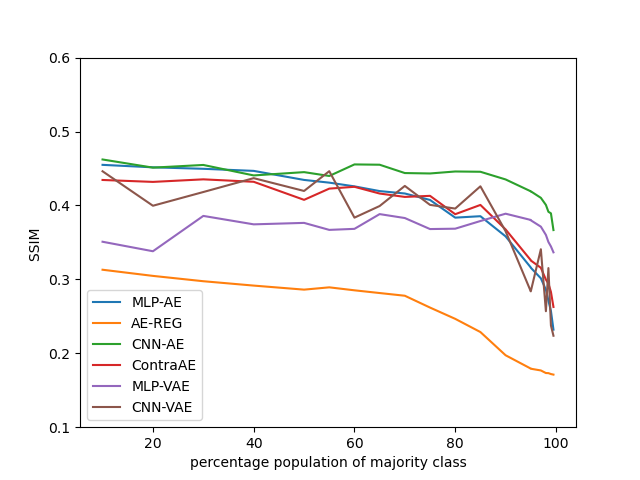 0.6
0.5
0.4
0.3
0.2
0.1
SSIM
MLP-AE
AE-REG
CNN-AE
ContraAE
MLP-VAE
CNN-VAE
20 40 60 80 100
percentage population of majority class